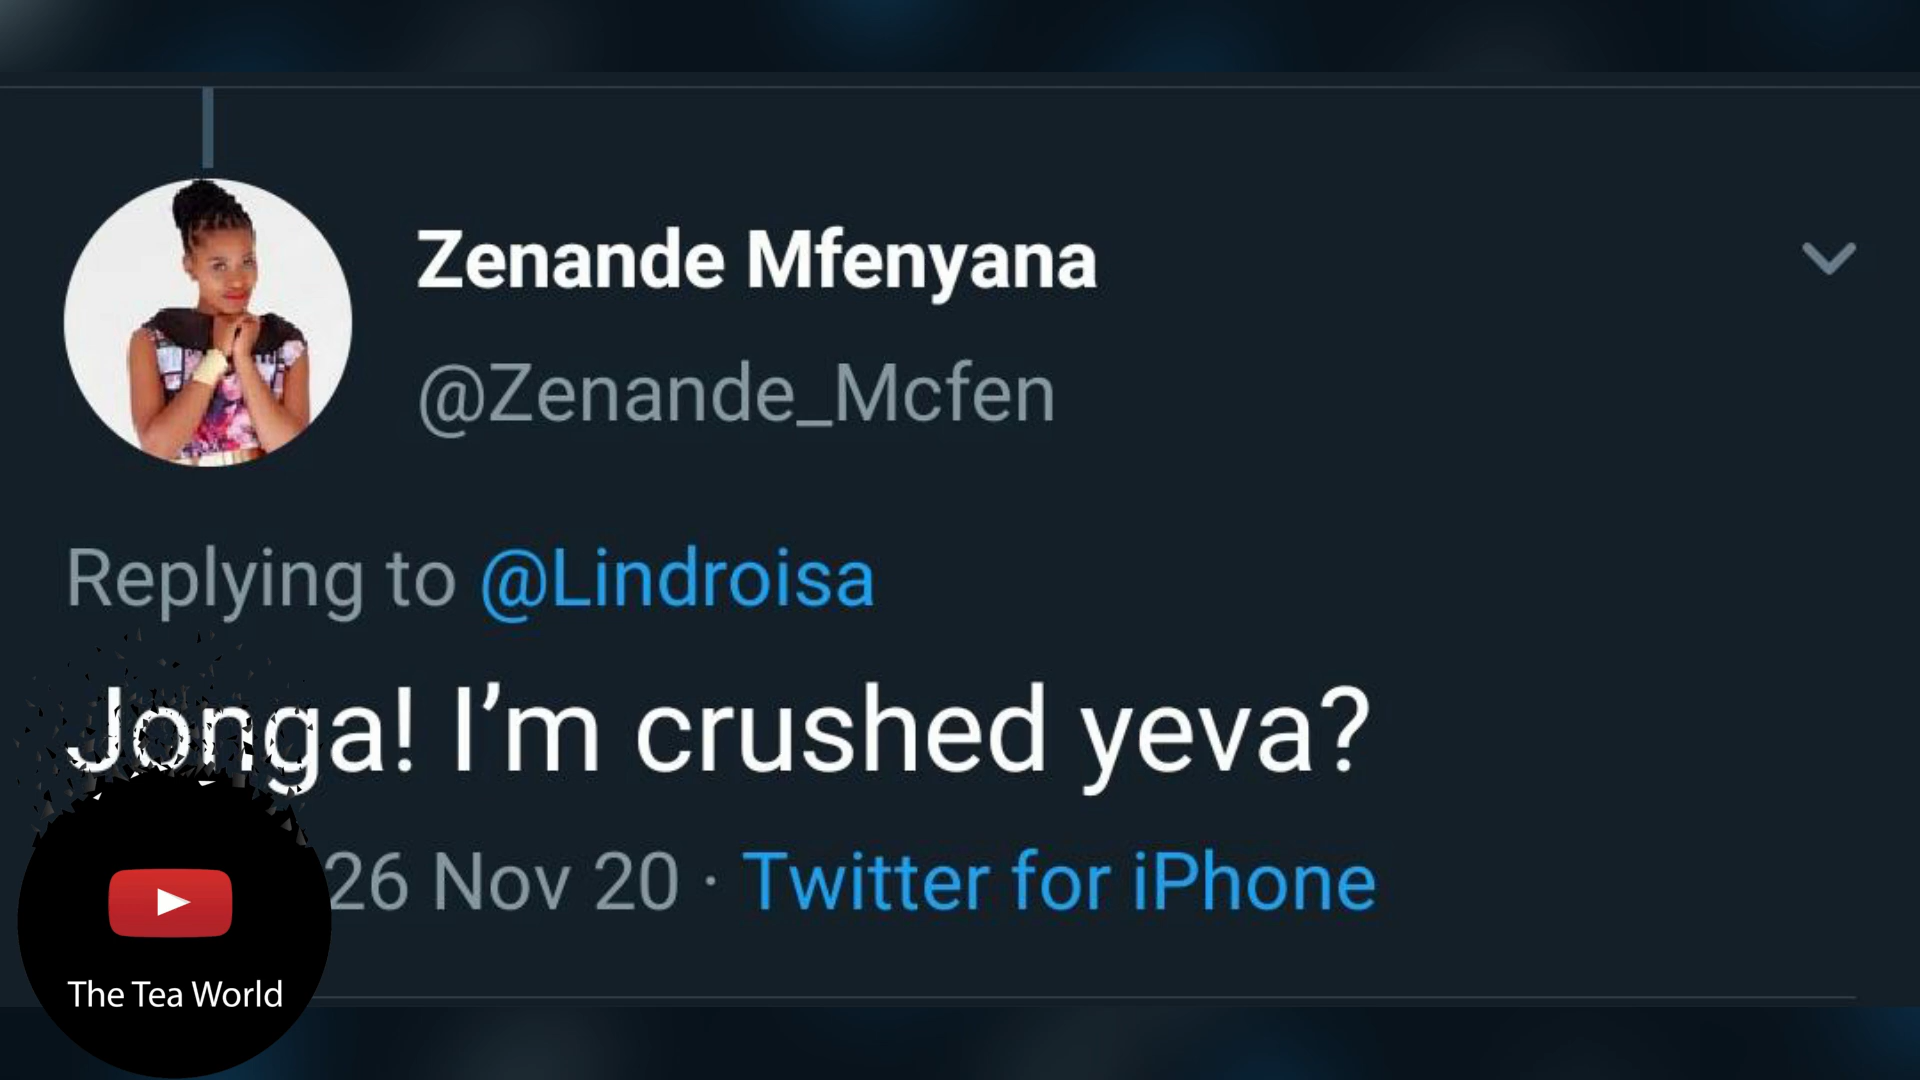 Zenande Mfenyana
@Zenande_Mcfen
Replying to @Lindroisa
Jonga! I’m crushed yeva?
26 Nov 20 · Twitter for iPhone
The Tea World